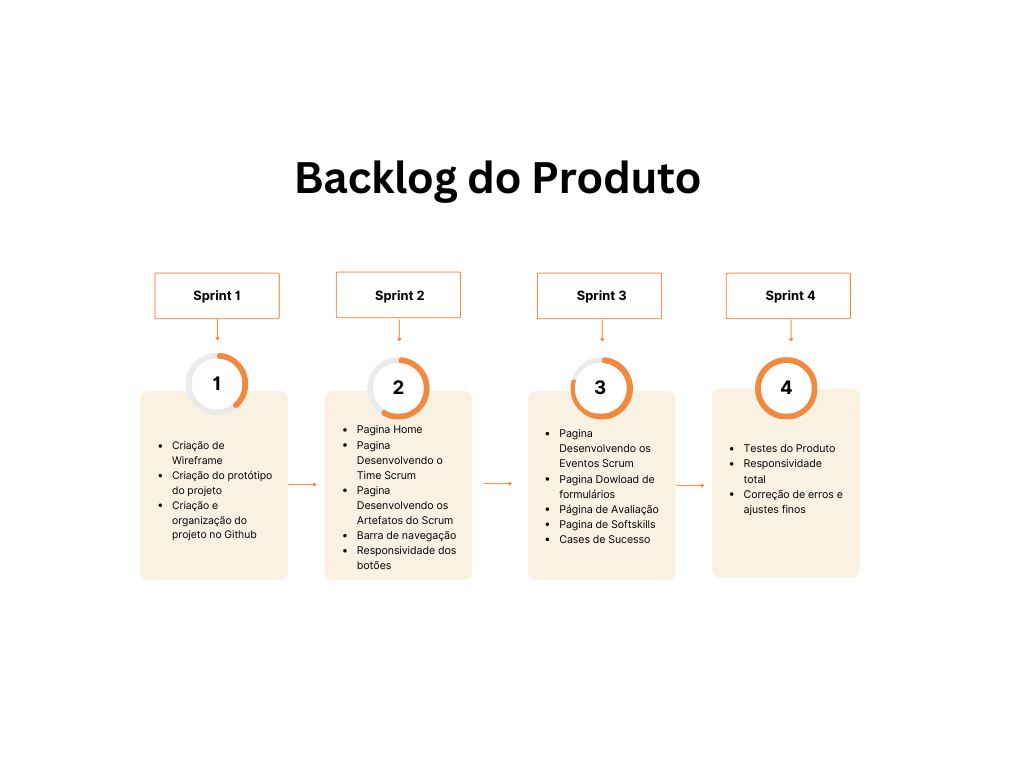 Backlog do Produto
Sprint 1
1
• Criação de
Wireframe
• Criação do protótipo
do projeto
• Criação e
organização do
projeto no Github
Sprint 2
2
• Pagina Home
• Pagina
Desenvolvendo o
Time Scrum
• Pagina
Desenvolvendo os
Artefatos do Scrum
• Barra de navegação
• Responsividade dos
botões
Sprint 3
3
• Pagina
Desenvolvendo os
Eventos Scrum
• Pagina Dowload de
formulários
• Página de Avaliação
• Pagina de Softskills
• Cases de Sucesso
Sprint 4
4
• Testes do Produto
• Responsividade
total
• Correção de erros e
ajustes finos